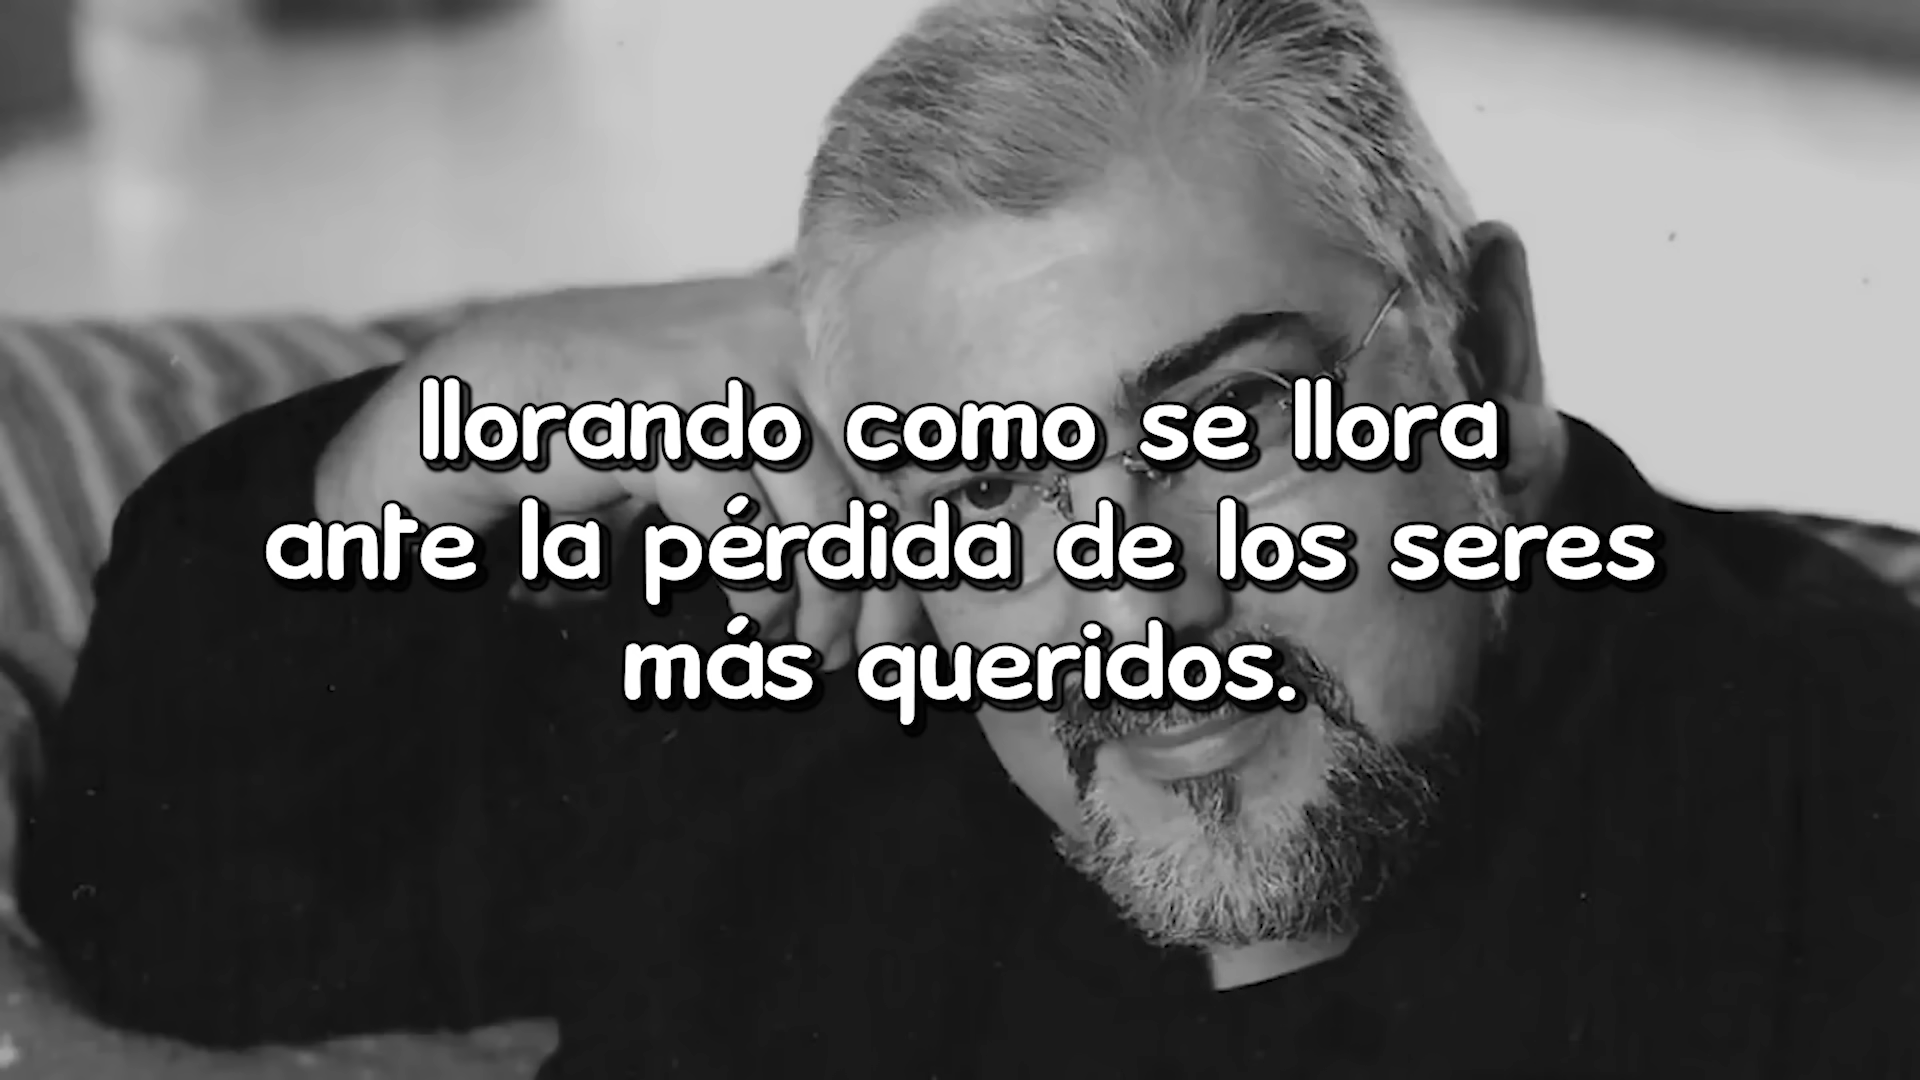 llorando como se llora
ante la pérdida de los seres
más queridos.